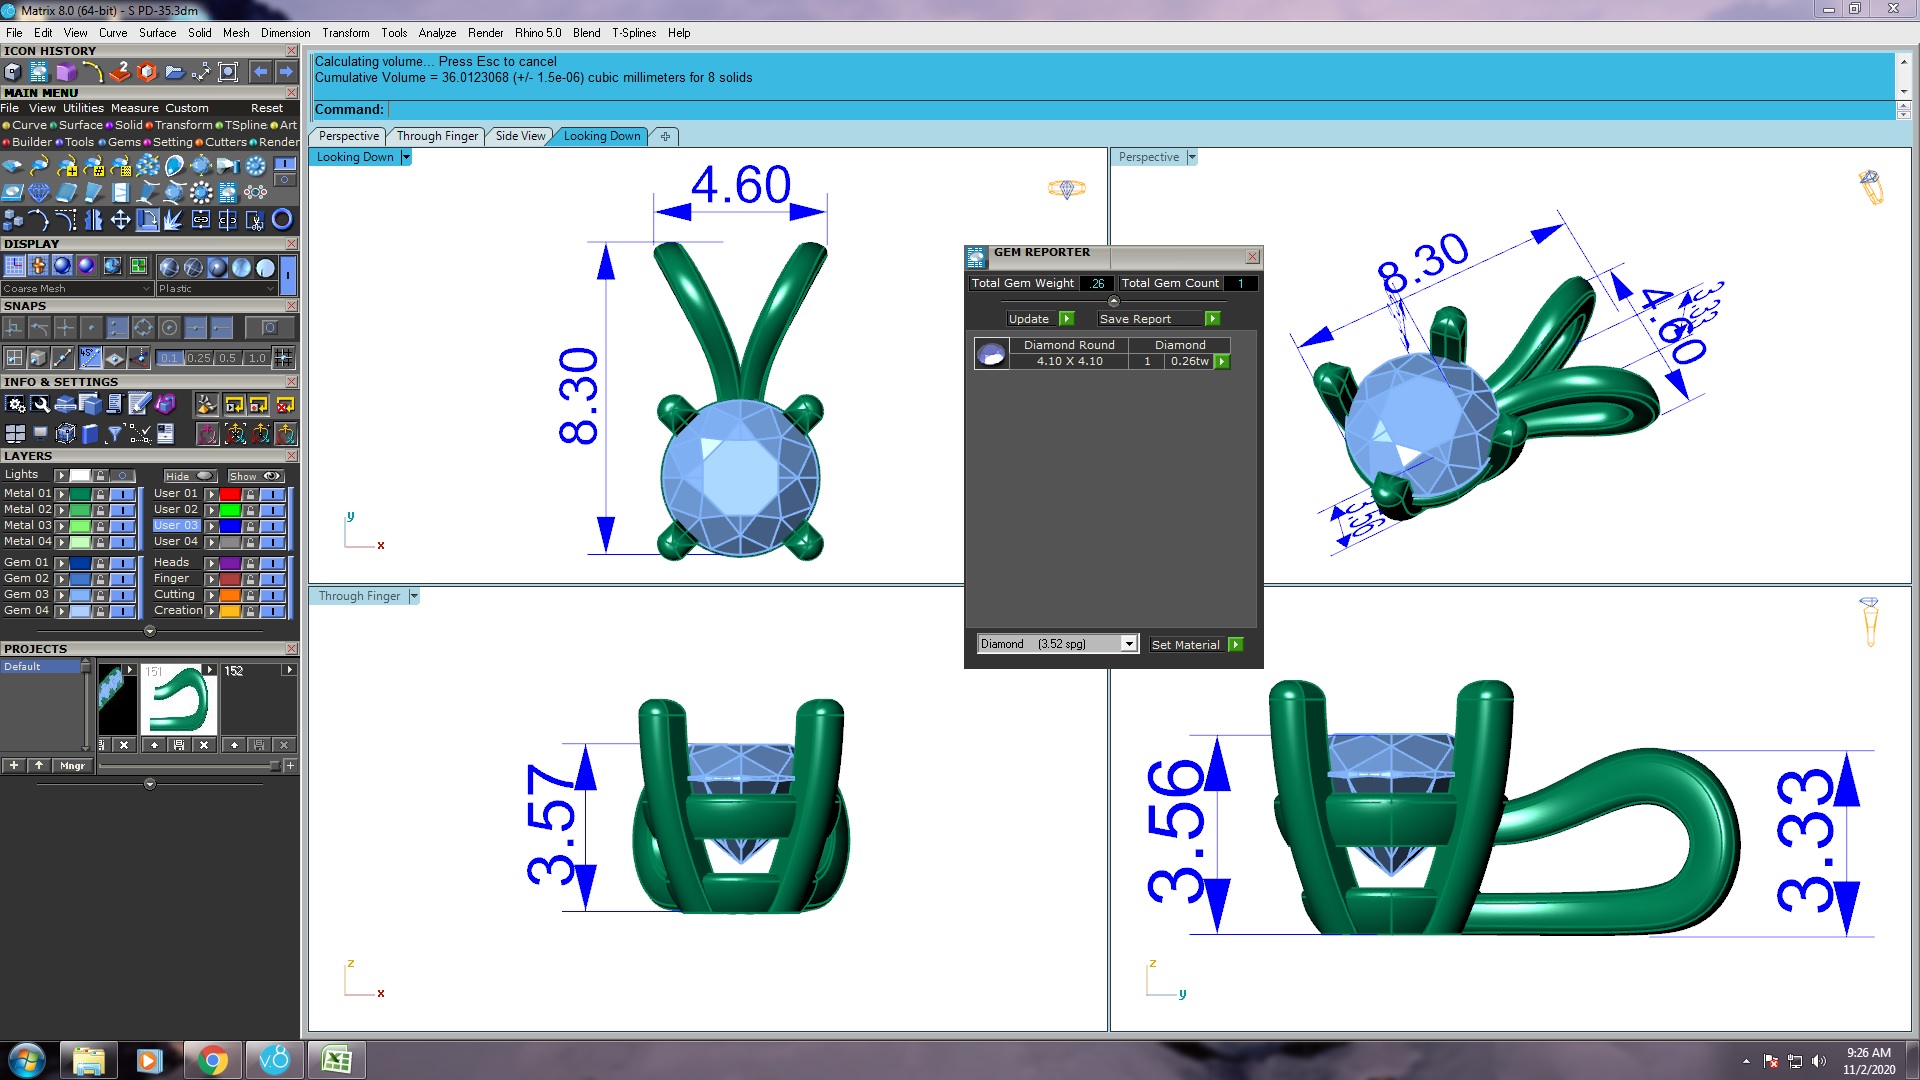 Matrix 8.0 (64-bit) - S PD-35.3dm
File Edit View Curve Surface Solid Mesh Dimension Transform Tools Analyze Render Rhino 5.0 Blend T-Splines Help
ICON HISTORY
MAIN MENU
File View Utilities Measure Custom Reset
Curve Surface Solid Transform TSpline Art
Builder Tools Gems Setting Cutters Render
DISPLAY
Coarse Mesh Plastic
SNAPS
45°
0.1 0.25 0.5 1.0
INFO & SETTINGS
LAYERS
Lights Hide Show
Metal 01 User 01
Metal 02 User 02
Metal 03 User 03
Metal 04 User 04
Gem 01 Heads
Gem 02 Finger
Gem 03 Cutting
Gem 04 Creation
PROJECTS
Default
151 152
Mngr
Calculating volume... Press Esc to cancel
Cumulative Volume = 36.0123068 (+/- 1.5e-06) cubic millimeters for 8 solids
Command:
Perspective Through Finger Side View Looking Down
Looking Down
4.60
8.30
y
x
Perspective
8.30
4.60
3.33
3.56
GEM REPORTER
Total Gem Weight .26 Total Gem Count 1
Update Save Report
Diamond Round Diamond
4.10 X 4.10 1 0.26tw
Diamond (3.52 spg) Set Material
Through Finger
3.57
z
x
3.56
3.33
z
y
v8
9:26 AM
11/2/2020